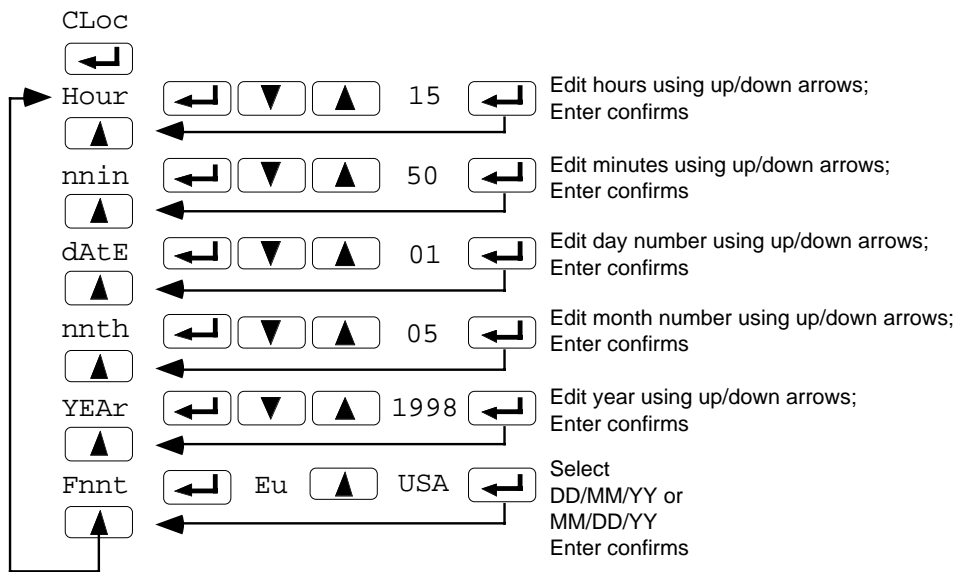 CLoc
Hour 15 Edit hours using up/down arrows;
Enter confirms
nnin 50 Edit minutes using up/down arrows;
Enter confirms
dAtE 01 Edit day number using up/down arrows;
Enter confirms
nnth 05 Edit month number using up/down arrows;
Enter confirms
YEAr 1998 Edit year using up/down arrows;
Enter confirms
Fnnt Eu USA Select
DD/MM/YY or
MM/DD/YY
Enter confirms